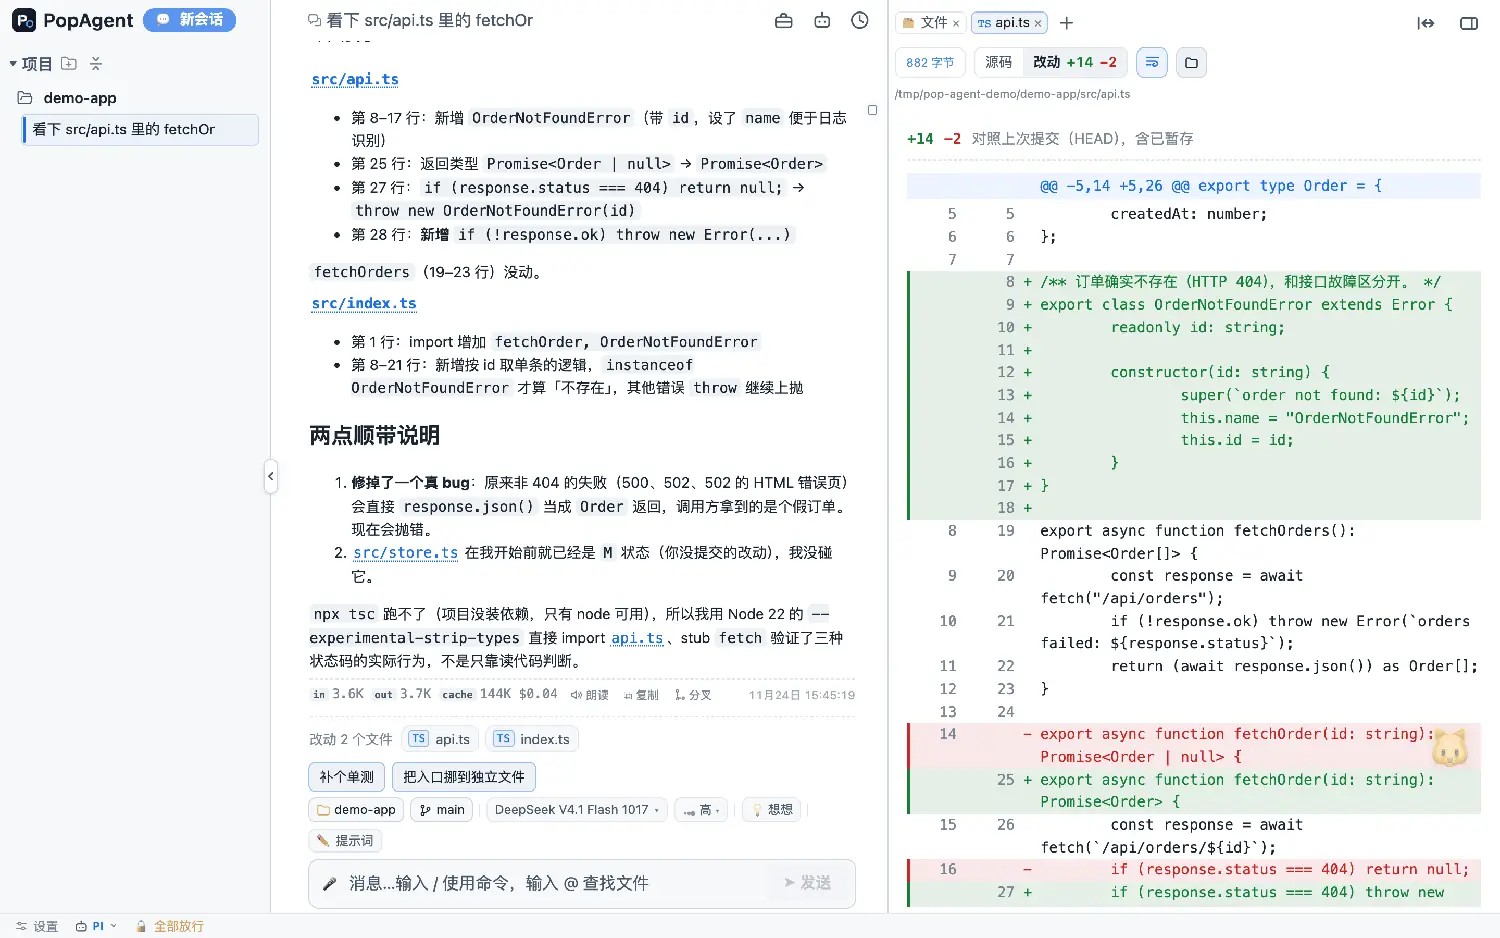 PopAgent
新会话
项目
demo-app
看下 src/api.ts 里的 fetchOr
看下 src/api.ts 里的 fetchOr
src/api.ts
• 第 8–17 行：新增 OrderNotFoundError（带 id，设了 name 便于日志
识别）
• 第 25 行：返回类型 Promise<Order | null> → Promise<Order>
• 第 27 行：if (response.status === 404) return null; →
throw new OrderNotFoundError(id)
• 第 28 行：新增 if (!response.ok) throw new Error(...)
fetchOrders（19–23 行）没动。
src/index.ts
• 第 1 行：import 增加 fetchOrder, OrderNotFoundError
• 第 8–21 行：新增按 id 取单条的逻辑，instanceof
OrderNotFoundError 才算「不存在」，其他错误 throw 继续上抛
两点顺带说明
1. 修掉了一个真 bug：原来非 404 的失败（500、502、502 的 HTML 错误页）
会直接 response.json() 当成 Order 返回，调用方拿到的是个假订单。
现在会抛错。
2. src/store.ts 在我开始前就已经是 M 状态（你没提交的改动），我没碰
它。
npx tsc 跑不了（项目没装依赖，只有 node 可用），所以我用 Node 22 的 --
experimental-strip-types 直接 import api.ts、stub fetch 验证了三种
状态码的实际行为，不是只靠读代码判断。
in 3.6K out 3.7K cache 144K $0.04 朗读 复制 分叉 11月24日 15:45:19
改动 2 个文件 TS api.ts TS index.ts
补个单测 把入口挪到独立文件
demo-app main DeepSeek V4.1 Flash 1017 高 想想
提示词
消息...输入 / 使用命令，输入 @ 查找文件
发送
设置 PI 全部放行
文件 × TS api.ts × +
882 字节 源码 改动 +14 −2
/tmp/pop-agent-demo/demo-app/src/api.ts
+14 −2 对照上次提交（HEAD），含已暂存
@@ -5,14 +5,26 @@ export type Order = {
5 5 createdAt: number;
6 6 };
7 7
8 + /** 订单确实不存在（HTTP 404），和接口故障区分开。 */
9 + export class OrderNotFoundError extends Error {
10 + readonly id: string;
11 +
12 + constructor(id: string) {
13 + super(`order not found: ${id}`);
14 + this.name = "OrderNotFoundError";
15 + this.id = id;
16 + }
17 + }
18 +
8 19 export async function fetchOrders():
Promise<Order[]> {
9 20 const response = await
fetch("/api/orders");
10 21 if (!response.ok) throw new Error(`orders
failed: ${response.status}`);
11 22 return (await response.json()) as Order[];
12 23 }
13 24
14 − export async function fetchOrder(id: string):
Promise<Order | null> {
25 + export async function fetchOrder(id: string):
Promise<Order> {
15 26 const response = await
fetch(`/api/orders/${id}`);
16 − if (response.status === 404) return null;
27 + if (response.status === 404) throw new